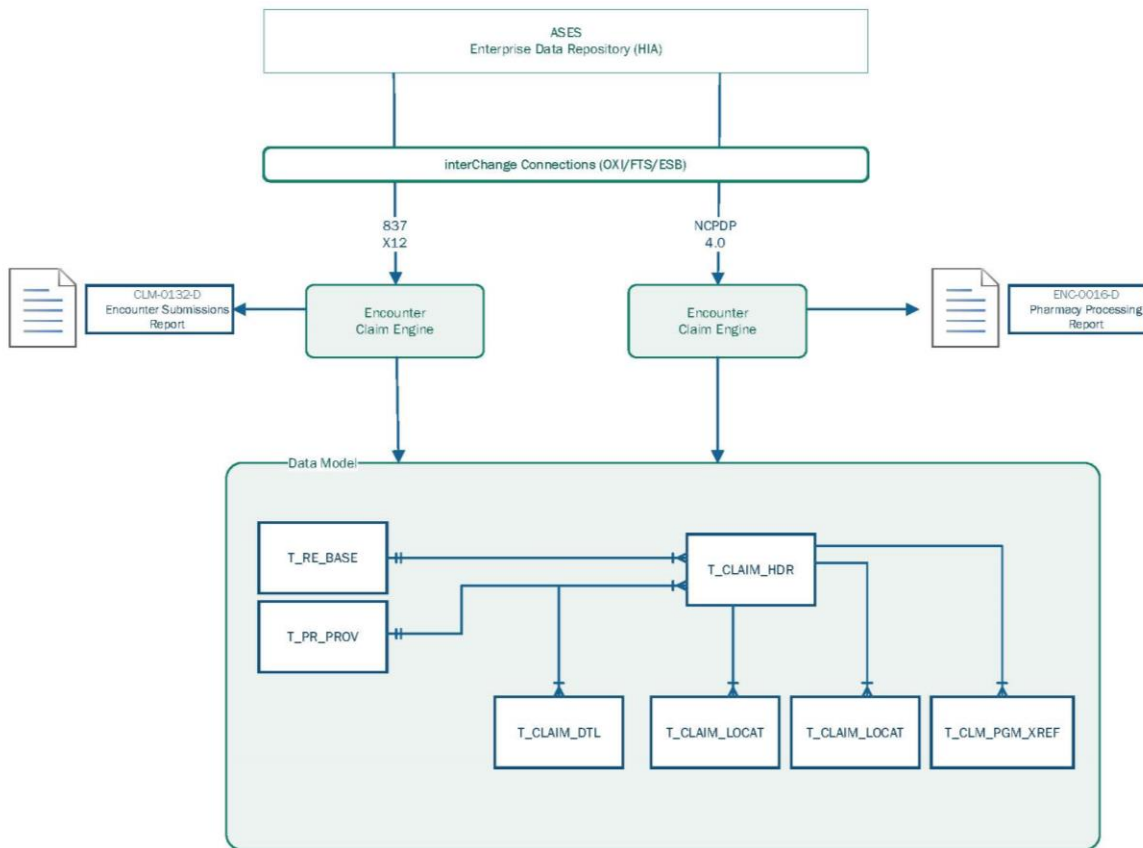 ASES
Enterprise Data Repository (HIA)
interChange Connections (OXI/FTS/ESB)
837
X12
NCPDP
4.0
CLM-0132-D
Encounter Submissions
Report
Encounter
Claim Engine
Encounter
Claim Engine
ENC-0016-D
Pharmacy Processing
Report
Data Model
T_RE_BASE
T_CLAIM_HDR
T_PR_PROV
T_CLAIM_DTL
T_CLAIM_LOCAT
T_CLAIM_LOCAT
T_CLM_PGM_XREF